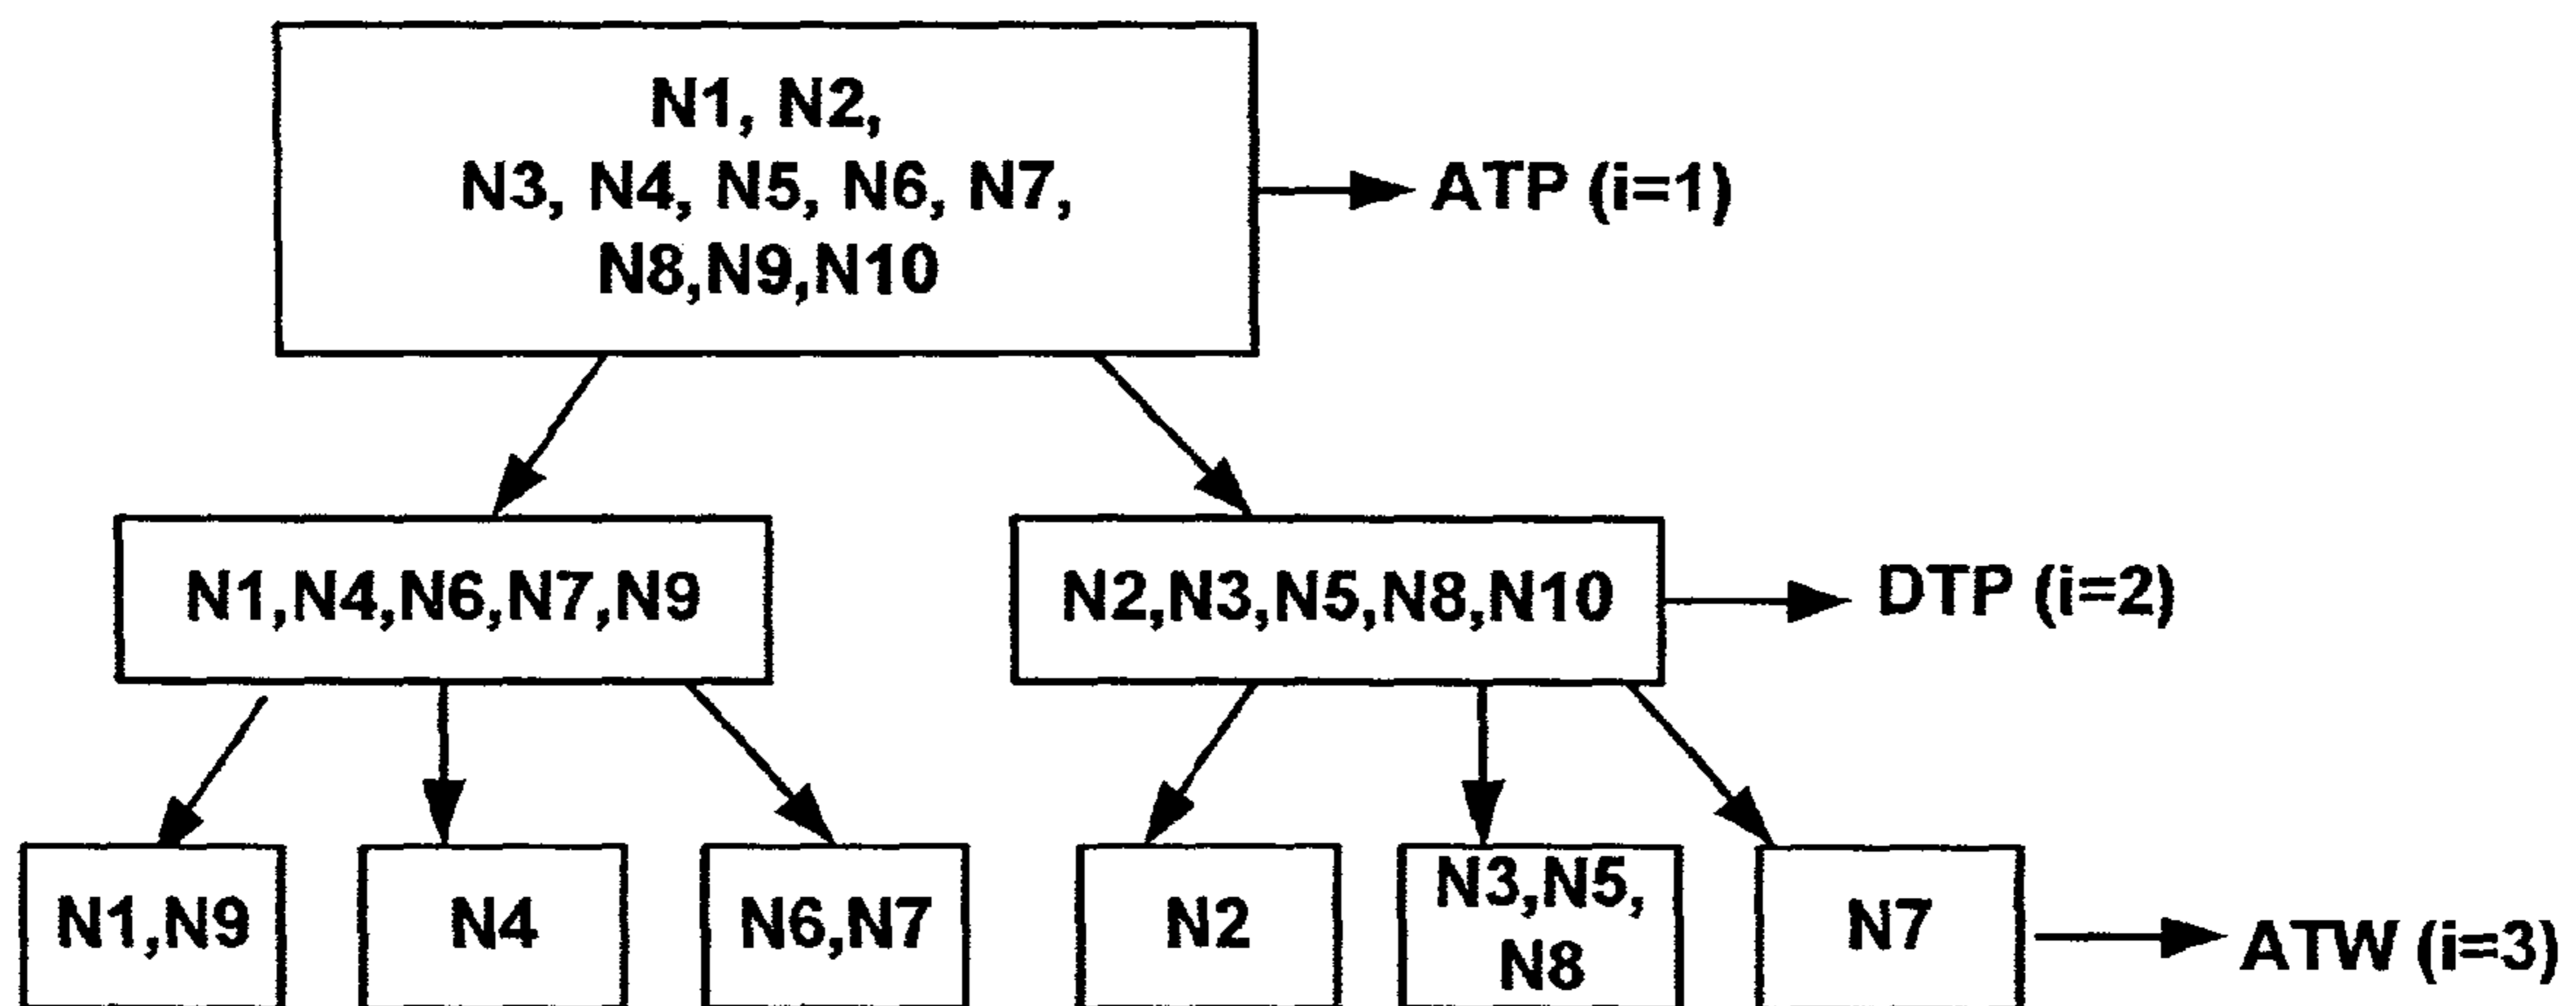 N1, N2,
N3, N4, N5, N6, N7,
N8,N9,N10
ATP (i=1)
N1,N4,N6,N7,N9
N2,N3,N5,N8,N10
DTP (i=2)
N1,N9
N4
N6,N7
N2
N3,N5,
N8
N7
ATW (i=3)